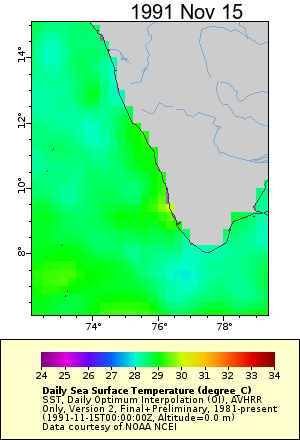 1991 Nov 15
14°
12°
10°
8°
74°
76°
78°
24 25 26 27 28 29 30 31 32 33 34
Daily Sea Surface Temperature (degree_C)
SST, Daily Optimum Interpolation (OI), AVHRR
Only, Version 2, Final+Preliminary, 1981-present
(1991-11-15T00:00:00Z, Altitude=0.0 m)
Data courtesy of NOAA NCEI